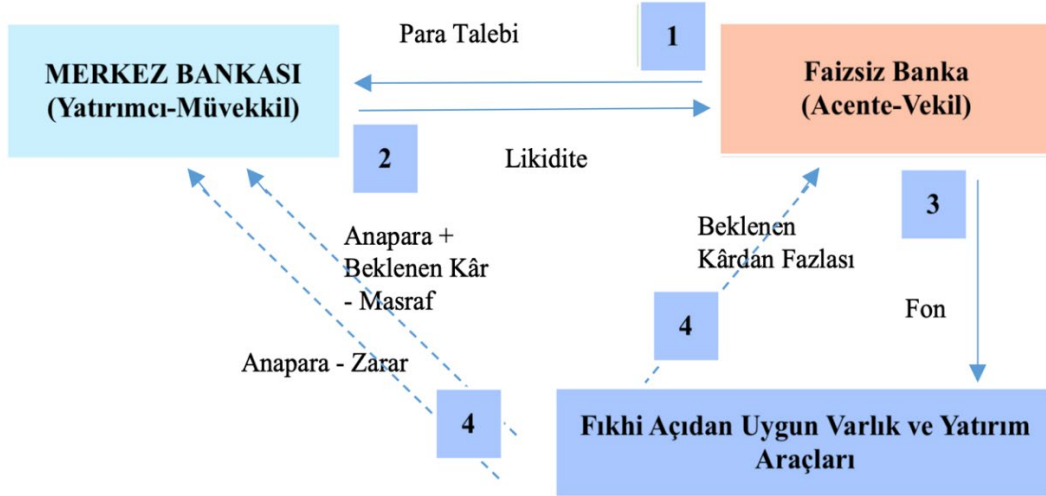 Para Talebi
1
MERKEZ BANKASI
(Yatırımcı-Müvekkil)
Faizsiz Banka
(Acente-Vekil)
2
Likidite
3
Anapara +
Beklenen Kâr
- Masraf
Beklenen
Kârdan Fazlası
4
Fon
Anapara - Zarar
4
Fıkhi Açıdan Uygun Varlık ve Yatırım
Araçları